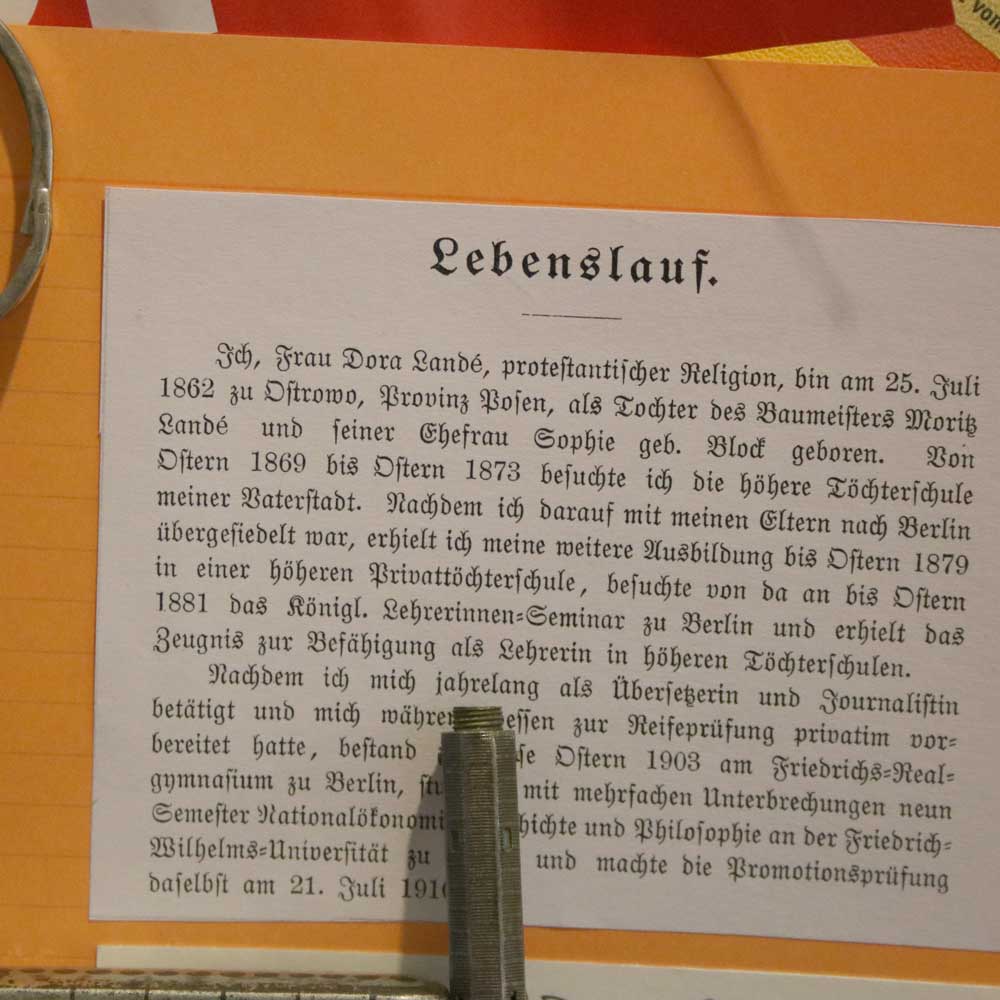 vom
Lebenslauf.
Ich, Frau Dora Landé, protestantischer Religion, bin am 25. Juli
1862 zu Ostrowo, Provinz Posen, als Tochter des Baumeisters Moritz
Landé und seiner Ehefrau Sophie geb. Block geboren. Von
Ostern 1869 bis Ostern 1873 besuchte ich die höhere Töchterschule
meiner Vaterstadt. Nachdem ich darauf mit meinen Eltern nach Berlin
übergesiedelt war, erhielt ich meine weitere Ausbildung bis Ostern 1879
in einer höheren Privattöchterschule, besuchte von da an bis Ostern
1881 das Königl. Lehrerinnen-Seminar zu Berlin und erhielt das
Zeugnis zur Befähigung als Lehrerin in höheren Töchterschulen.
Nachdem ich mich jahrelang als Übersetzerin und Journalistin
betätigt und mich zur Reifeprüfung privatim vor-
bereitet hatte, bestand Ostern 1903 am Friedrichs-Real-
gymnasium zu Berlin, mit mehrfachen Unterbrechungen neun
Semester Nationalökonomi und Philosophie an der Friedrich-
Wilhelms-Universität zu und machte die Promotionsprüfung
daselbst am 21. Juli